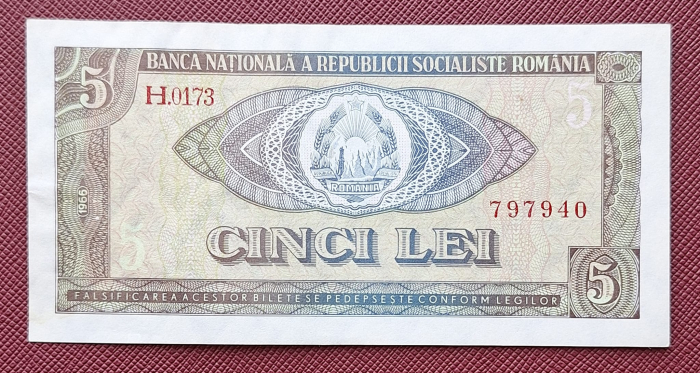 5 BANCA NAȚIONALĂ A REPUBLICII SOCIALISTE ROMÂNIA
H.0173
5
ROMANIA
1966
797940
5
CINCI LEI
5
FALSIFICAREA ACESTOR BILETE SE PEDEPSEȘTE CONFORM LEGILOR